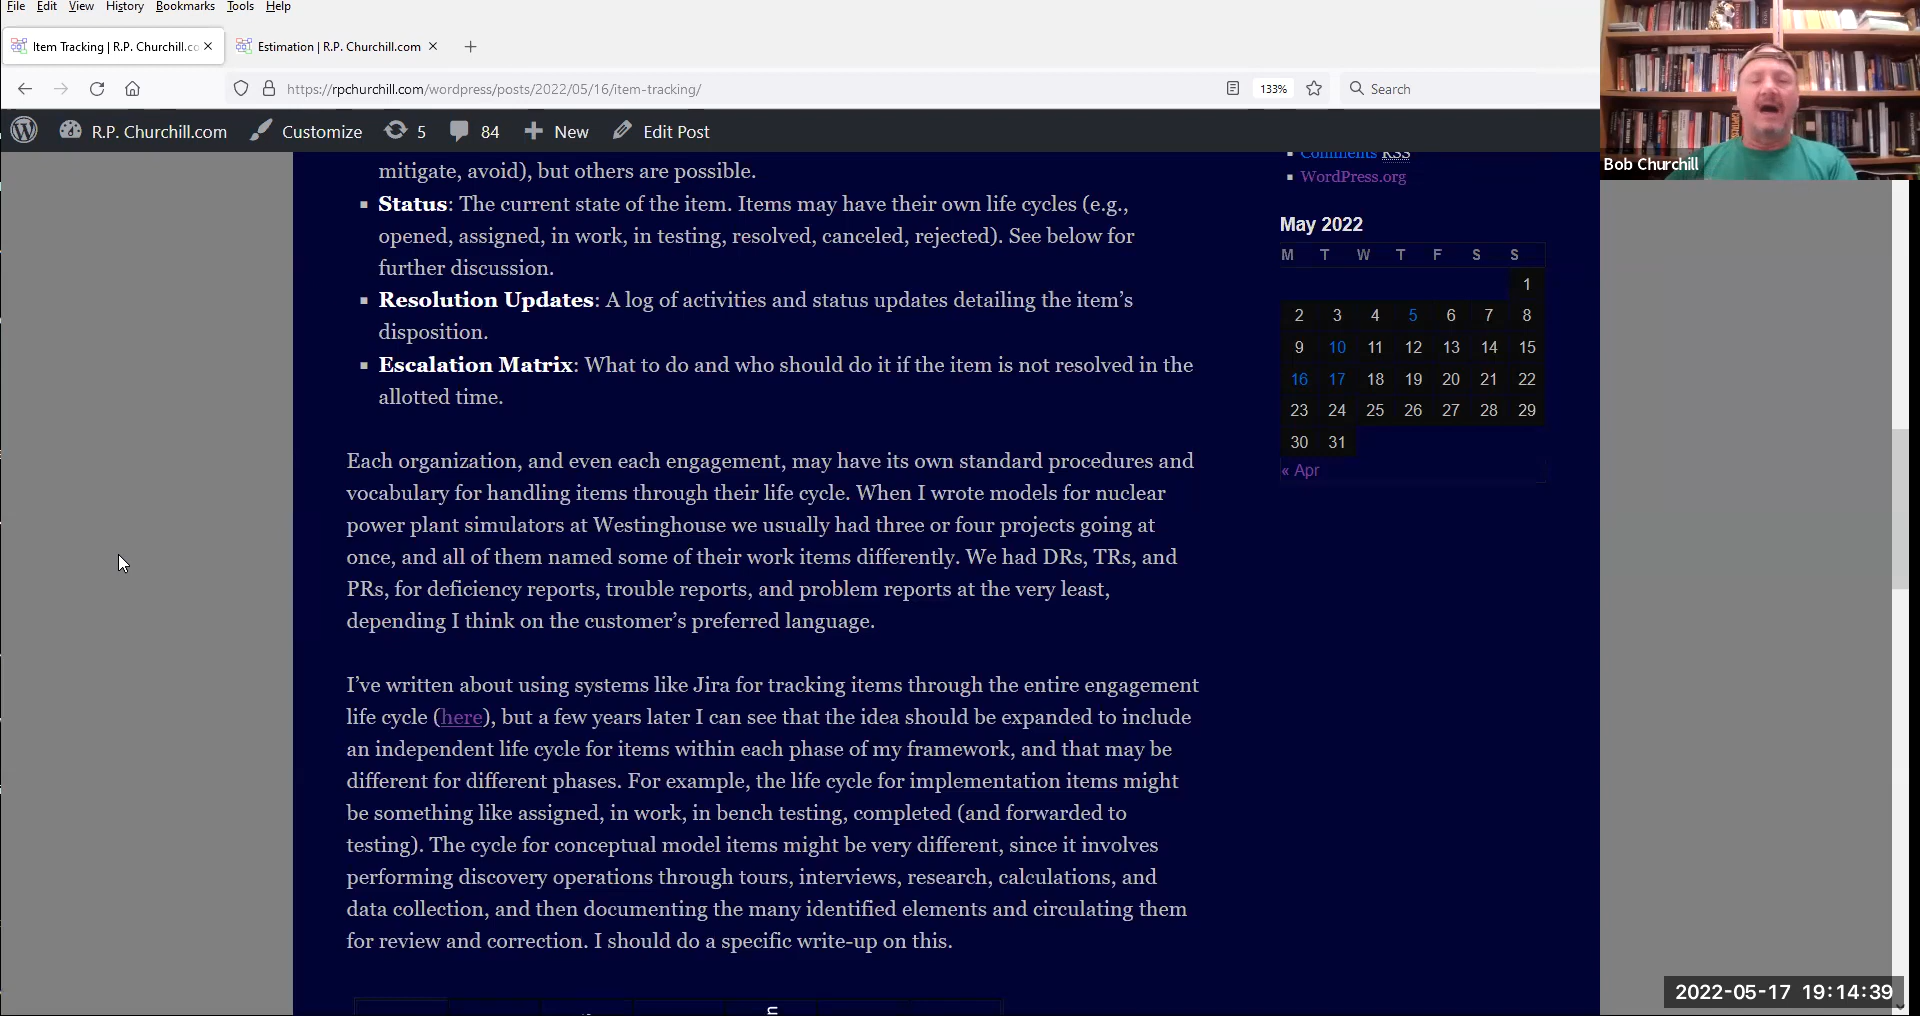 File Edit View History Bookmarks Tools Help
Item Tracking | R.P. Churchill.co
Estimation | R.P. Churchill.com
https://rpchurchill.com/wordpress/posts/2022/05/16/item-tracking/
133%
Search
R.P. Churchill.com Customize 5 84 New Edit Post
Bob Churchill
mitigate, avoid), but others are possible.
Status: The current state of the item. Items may have their own life cycles (e.g.,
opened, assigned, in work, in testing, resolved, canceled, rejected). See below for
further discussion.
Resolution Updates: A log of activities and status updates detailing the item’s
disposition.
Escalation Matrix: What to do and who should do it if the item is not resolved in the
allotted time.
Each organization, and even each engagement, may have its own standard procedures and
vocabulary for handling items through their life cycle. When I wrote models for nuclear
power plant simulators at Westinghouse we usually had three or four projects going at
once, and all of them named some of their work items differently. We had DRs, TRs, and
PRs, for deficiency reports, trouble reports, and problem reports at the very least,
depending I think on the customer’s preferred language.
I’ve written about using systems like Jira for tracking items through the entire engagement
life cycle (here), but a few years later I can see that the idea should be expanded to include
an independent life cycle for items within each phase of my framework, and that may be
different for different phases. For example, the life cycle for implementation items might
be something like assigned, in work, in bench testing, completed (and forwarded to
testing). The cycle for conceptual model items might be very different, since it involves
performing discovery operations through tours, interviews, research, calculations, and
data collection, and then documenting the many identified elements and circulating them
for review and correction. I should do a specific write-up on this.
Comments RSS
WordPress.org
May 2022
M T W T F S S
1
2 3 4 5 6 7 8
9 10 11 12 13 14 15
16 17 18 19 20 21 22
23 24 25 26 27 28 29
30 31
« Apr
2022-05-17 19:14:39